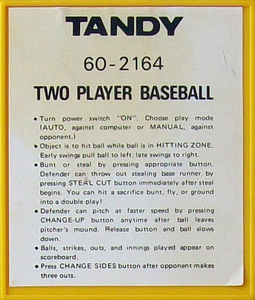 TANDY
60-2164
TWO PLAYER BASEBALL
• Turn power switch "ON". Choose play mode
(AUTO, against computer or MANUAL, against
opponent.)
• Object is to hit ball while ball is in HITTING ZONE.
Early swings pull ball to left; late swings to right.
• Bunt or steal by pressing appropriate button.
Defender can throw out stealing base runner by
pressing STEAL CUT button immediately after steal
begins. You can hit a sacrifice bunt, fly, or ground
into a double play!
• Defender can pitch at faster speed by pressing
CHANGE-UP button anytime after ball leaves
pitcher's mound. Release button and ball slows
down.
• Balls, strikes, outs, and innings played appear on
scoreboard.
• Press CHANGE SIDES button after opponent makes
three outs.